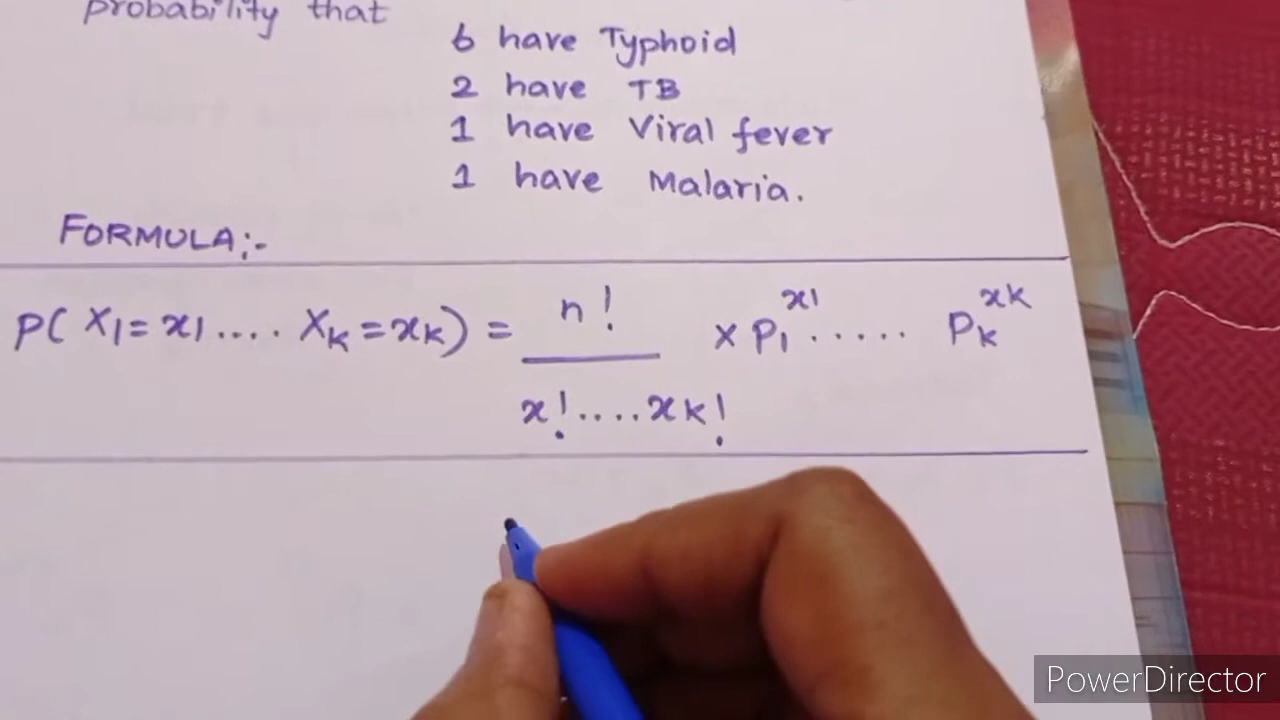 probability that
6 have Typhoid
2 have TB
1 have Viral fever
1 have Malaria.
FORMULA:-
P( X1 = x1 .... Xk = xk) = n! / x!....xk! × P1^x1 ..... Pk^xk
PowerDirector